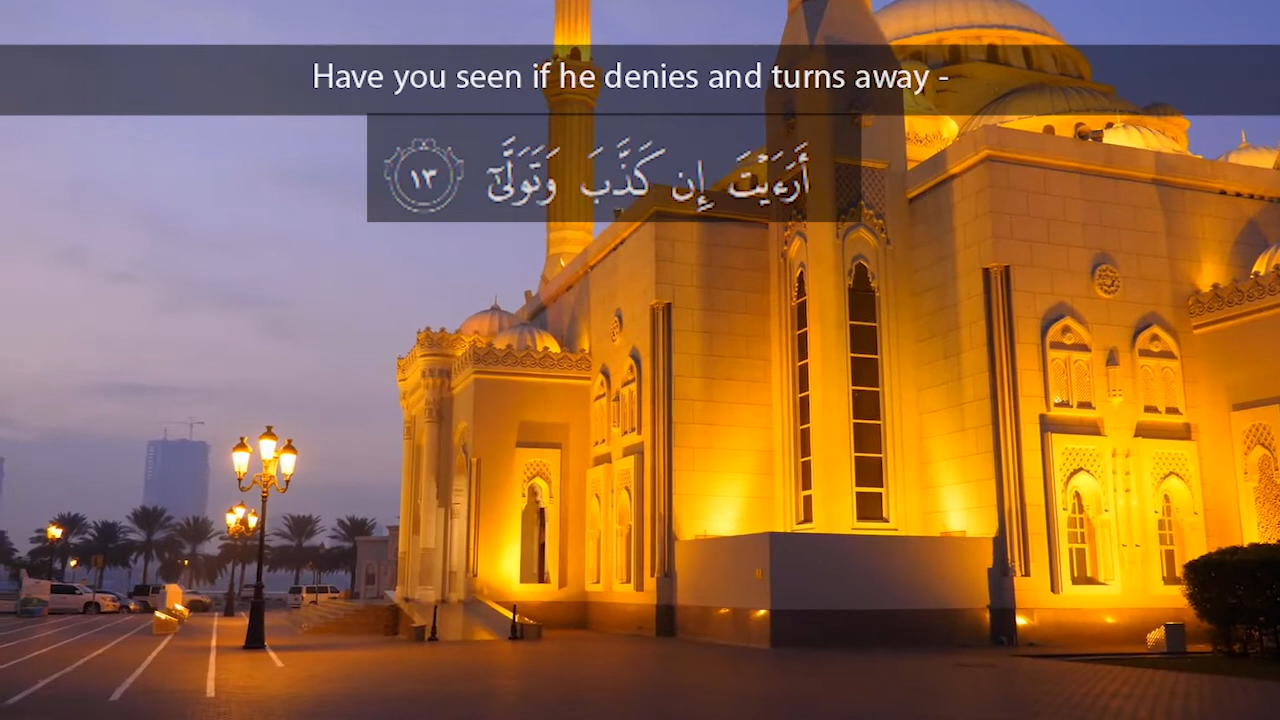 Have you seen if he denies and turns away -
أَرَءَيْتَ إِن كَذَّبَ وَتَوَلَّىٰٓ ١٣